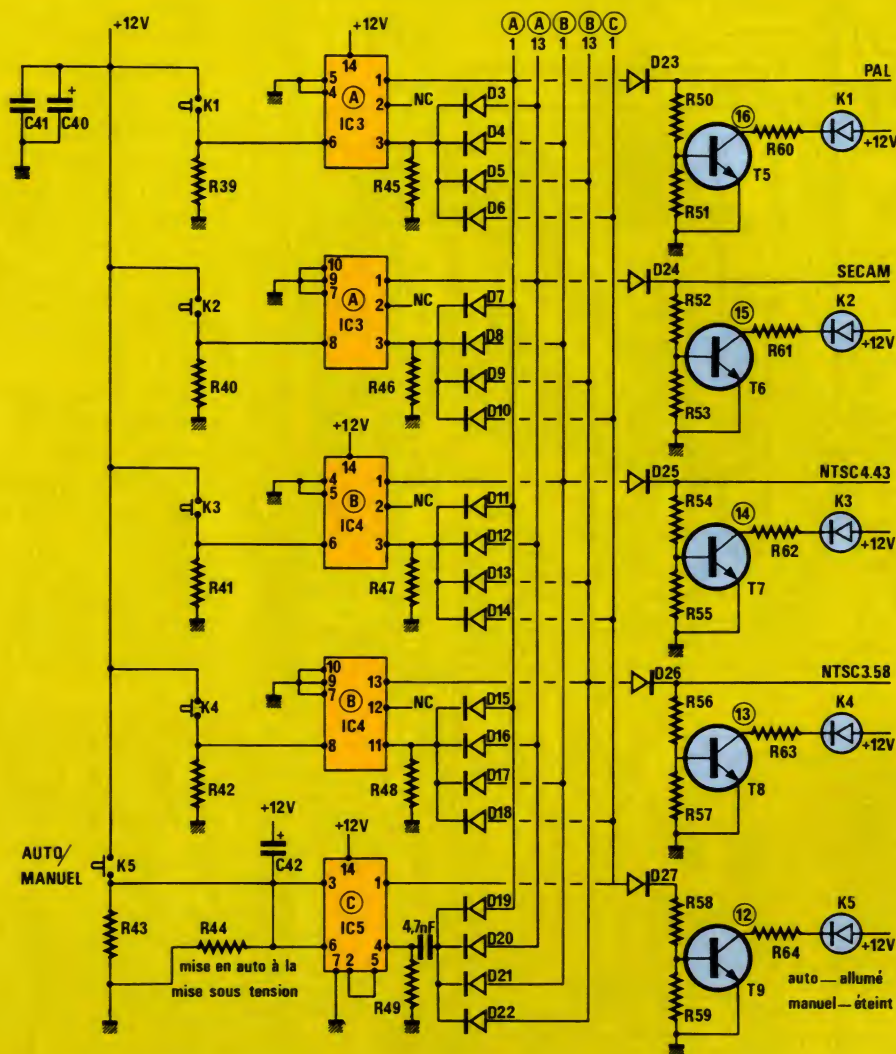 +12V
+12V
A A B B C
1 13 1 13 1
C41
C40
K1
R39
5
4
6
14
A
IC3
1
2
3
NC
R45
D3
D4
D5
D6
D23
PAL
R50
R51
16
T5
R60
K1
+12V
K2
R40
10
9
7
8
A
IC3
1
2
3
NC
R46
D7
D8
D9
D10
D24
SECAM
R52
R53
15
T6
R61
K2
+12V
K3
R41
+12V
14
4
5
6
B
IC4
1
2
3
NC
R47
D11
D12
D13
D14
D25
NTSC4.43
R54
R55
14
T7
R62
K3
+12V
K4
R42
10
9
7
8
B
IC4
13
12
11
NC
R48
D15
D16
D17
D18
D26
NTSC3.58
R56
R57
13
T8
R63
K4
+12V
AUTO/
MANUEL
K5
R43
R44
mise en auto à la
mise sous tension
+12V
C42
+12V
14
3
6
7 2 5
C
IC5
1
4
4,7nF
R49
D19
D20
D21
D22
D27
R58
R59
12
T9
R64
K5
+12V
auto — allumé
manuel — éteint